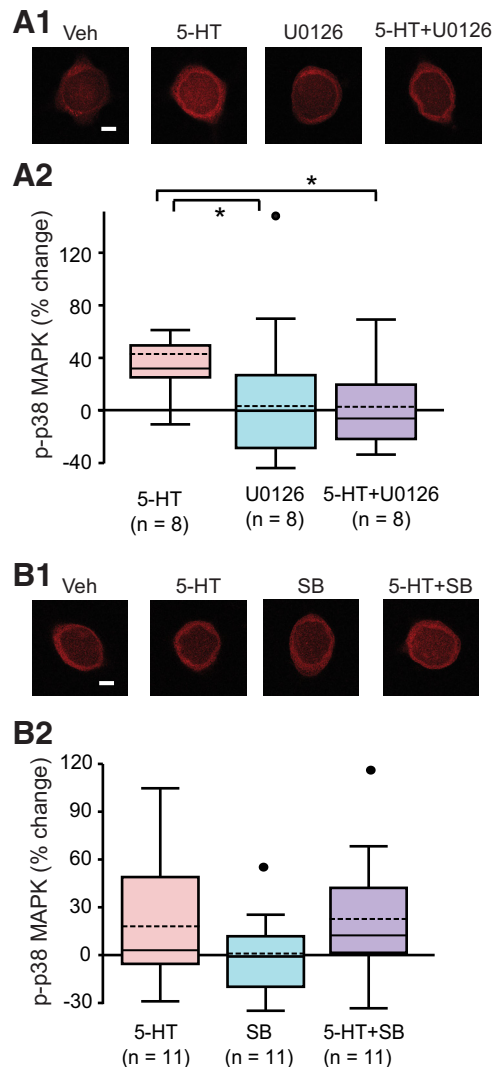 A1
Veh 5-HT U0126 5-HT+U0126
A2
*
*
p-p38 MAPK (% change)
120
80
40
0
-40
5-HT U0126 5-HT+U0126
(n = 8) (n = 8) (n = 8)
B1
Veh 5-HT SB 5-HT+SB
B2
p-p38 MAPK (% change)
120
90
60
30
0
-30
5-HT SB 5-HT+SB
(n = 11) (n = 11) (n = 11)